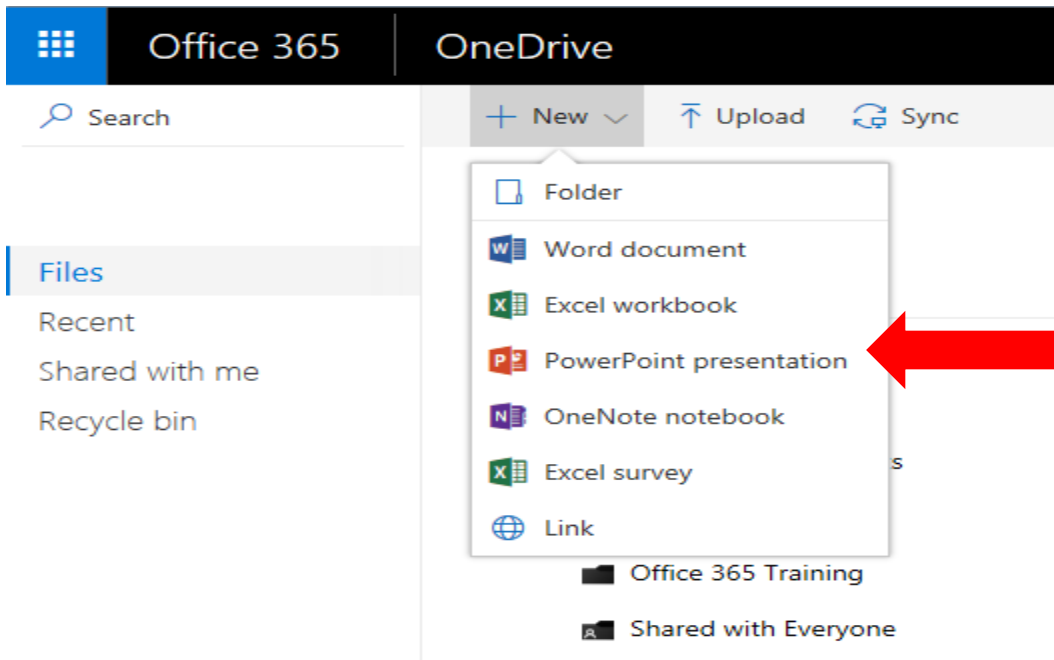 Office 365 OneDrive
Search
New Upload Sync
Folder
Word document
Files
Excel workbook
Recent
PowerPoint presentation
Shared with me
Recycle bin
OneNote notebook
Excel survey
Link
Office 365 Training
Shared with Everyone